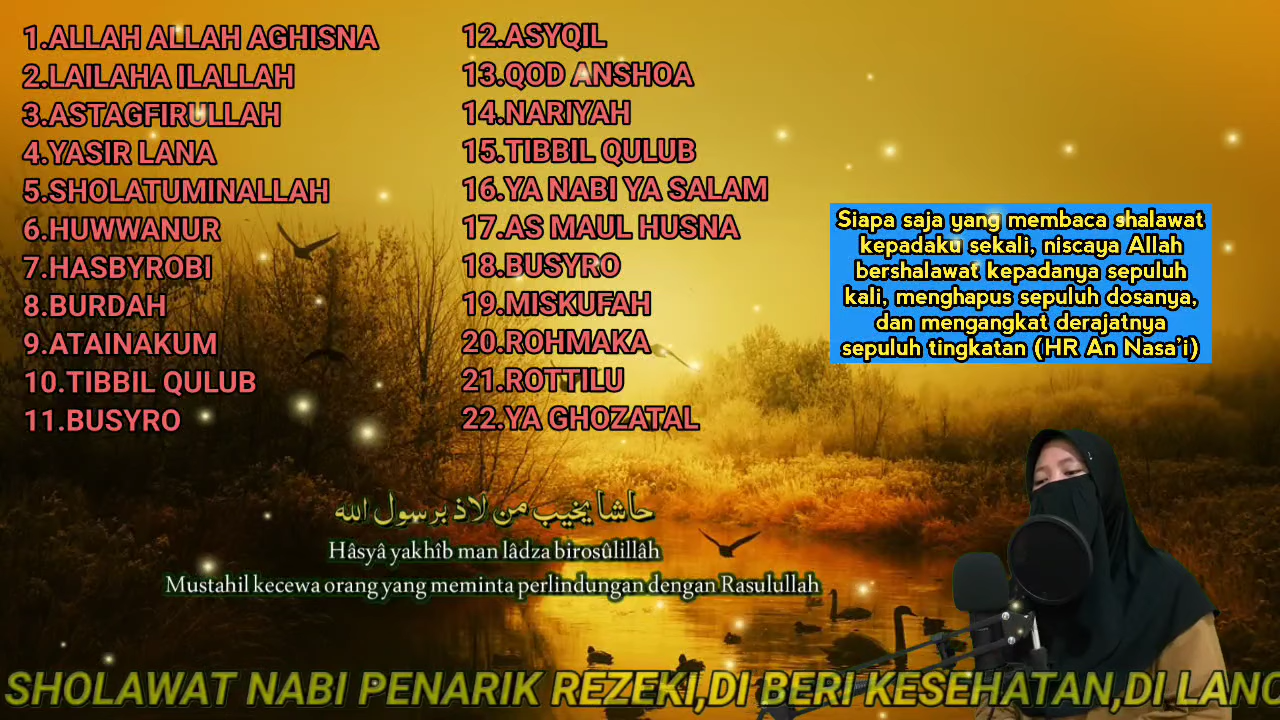 1.ALLAH ALLAH AGHISNA
2.LAILAHA ILALLAH
3.ASTAGFIRULLAH
4.YASIR LANA
5.SHOLATUMINALLAH
6.HUWWANUR
7.HASBYROBI
8.BURDAH
9.ATAINAKUM
10.TIBBIL QULUB
11.BUSYRO
12.ASYQIL
13.QOD ANSHOA
14.NARIYAH
15.TIBBIL QULUB
16.YA NABI YA SALAM
17.AS MAUL HUSNA
18.BUSYRO
19.MISKUFAH
20.ROHMAKA
21.ROTTILU
22.YA GHOZATAL
Siapa saja yang membaca shalawat
kepadaku sekali, niscaya Allah
bershalawat kepadanya sepuluh
kali, menghapus sepuluh dosanya,
dan mengangkat derajatnya
sepuluh tingkatan (HR An Nasa'i)
حاشا يخيب من لاذ برسول الله
Hâsyâ yakhîb man lâdza birosûlillâh
Mustahil kecewa orang yang meminta perlindungan dengan Rasulullah
SHOLAWAT NABI PENARIK REZEKI,DI BERI KESEHATAN,DI LANC